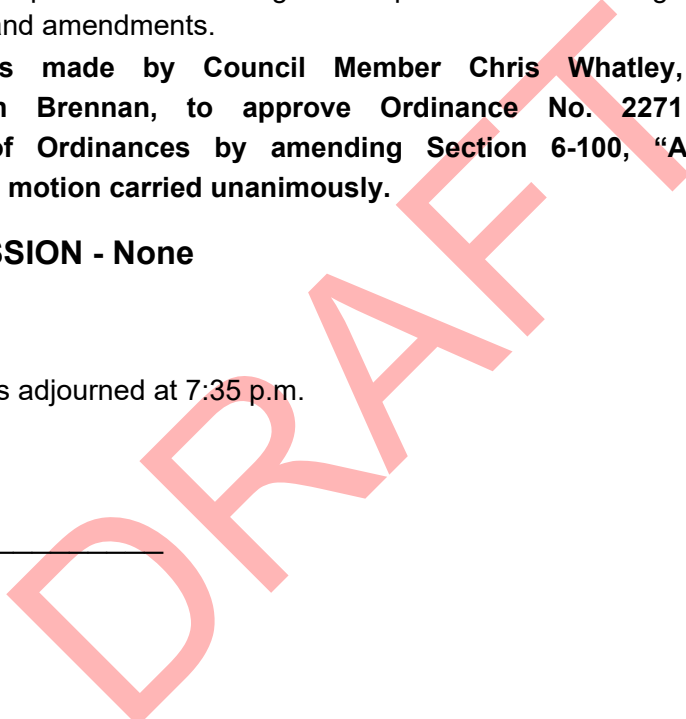 and amendments.
s made by Council Member Chris Whatley,
Brennan, to approve Ordinance No. 2271
of Ordinances by amending Section 6-100, “A
motion carried unanimously.
SSION - None
s adjourned at 7:35 p.m.
DRAFT